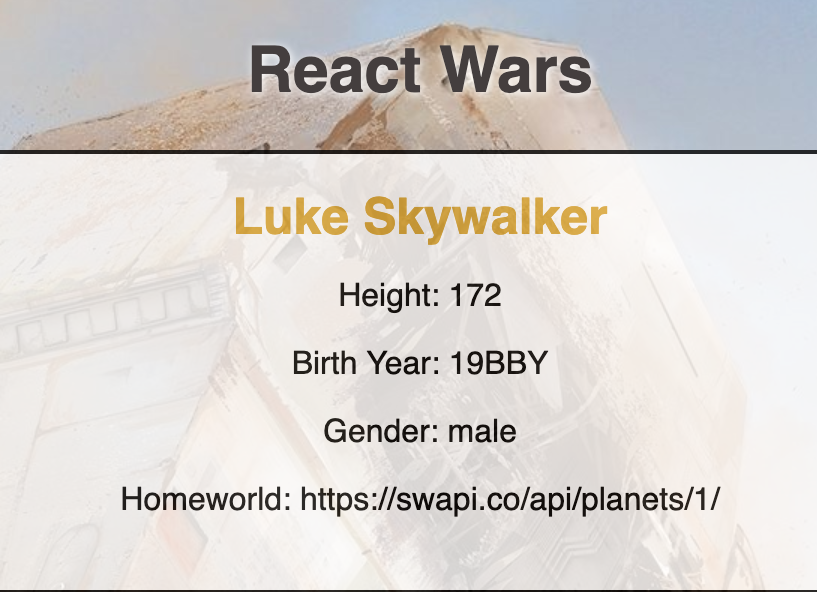 React Wars
Luke Skywalker
Height: 172
Birth Year: 19BBY
Gender: male
Homeworld: https://swapi.co/api/planets/1/